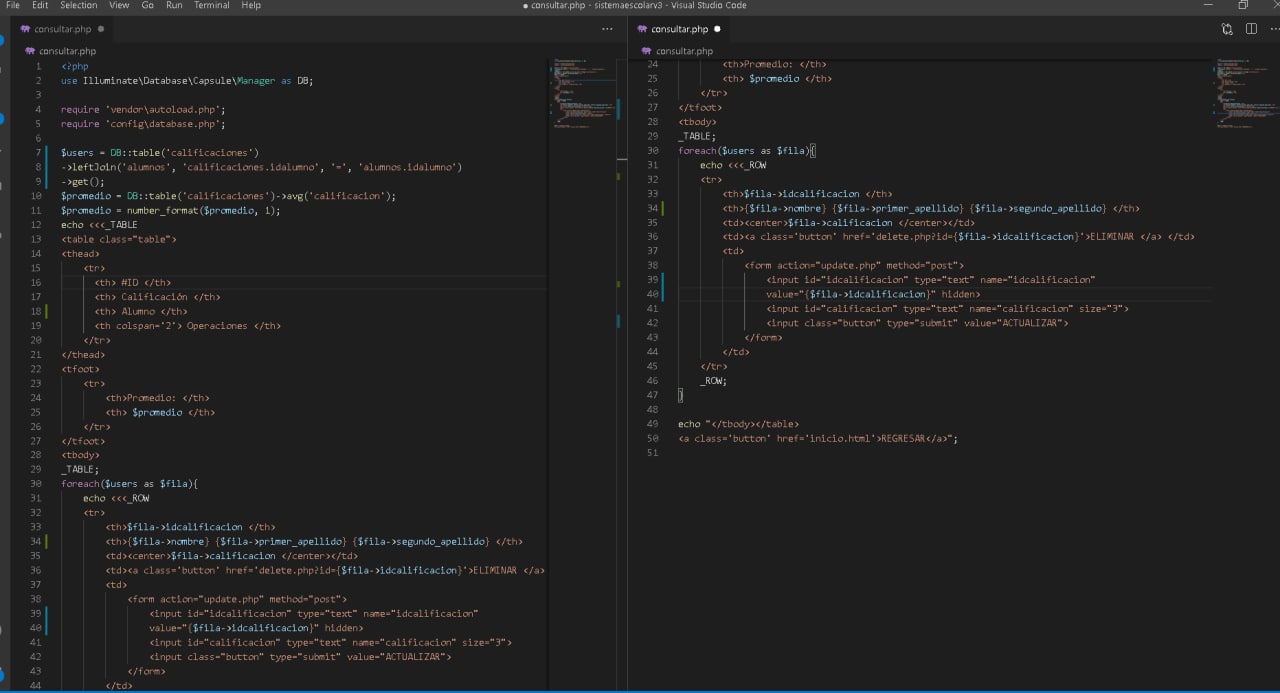 File Edit Selection View Go Run Terminal Help
● consultar.php - sistemaescolarv3 - Visual Studio Code
consultar.php ●
consultar.php
1 <?php
2 use Illuminate\Database\Capsule\Manager as DB;
3
4 require 'vendor\autoload.php';
5 require 'config\database.php';
6
7 $users = DB::table('calificaciones')
8 ->leftJoin('alumnos', 'calificaciones.idalumno', '=', 'alumnos.idalumno')
9 ->get();
10 $promedio = DB::table('calificaciones')->avg('calificacion');
11 $promedio = number_format($promedio, 1);
12 echo <<<_TABLE
13 <table class="table">
14 <thead>
15 <tr>
16 <th> #ID </th>
17 <th> Calificación </th>
18 <th> Alumno </th>
19 <th colspan='2'> Operaciones </th>
20 </tr>
21 </thead>
22 <tfoot>
23 <tr>
24 <th>Promedio: </th>
25 <th> $promedio </th>
26 </tr>
27 </tfoot>
28 <tbody>
29 _TABLE;
30 foreach($users as $fila){
31 echo <<<_ROW
32 <tr>
33 <th>$fila->idcalificacion </th>
34 <th>{$fila->nombre} {$fila->primer_apellido} {$fila->segundo_apellido} </th>
35 <td><center>$fila->calificacion </center></td>
36 <td><a class='button' href='delete.php?id={$fila->idcalificacion}'>ELIMINAR </a>
37 <td>
38 <form action="update.php" method="post">
39 <input id="idcalificacion" type="text" name="idcalificacion"
40 value="{$fila->idcalificacion}" hidden>
41 <input id="calificacion" type="text" name="calificacion" size="3">
42 <input class="button" type="submit" value="ACTUALIZAR">
43 </form>
44 </td>
consultar.php ●
consultar.php
24 <th>Promedio: </th>
25 <th> $promedio </th>
26 </tr>
27 </tfoot>
28 <tbody>
29 _TABLE;
30 foreach($users as $fila){
31 echo <<<_ROW
32 <tr>
33 <th>$fila->idcalificacion </th>
34 <th>{$fila->nombre} {$fila->primer_apellido} {$fila->segundo_apellido} </th>
35 <td><center>$fila->calificacion </center></td>
36 <td><a class='button' href='delete.php?id={$fila->idcalificacion}'>ELIMINAR </a> </td>
37 <td>
38 <form action="update.php" method="post">
39 <input id="idcalificacion" type="text" name="idcalificacion"
40 value="{$fila->idcalificacion}" hidden>
41 <input id="calificacion" type="text" name="calificacion" size="3">
42 <input class="button" type="submit" value="ACTUALIZAR">
43 </form>
44 </td>
45 </tr>
46 _ROW;
47 }
48
49 echo "</tbody></table>
50 <a class='button' href='inicio.html'>REGRESAR</a>";
51